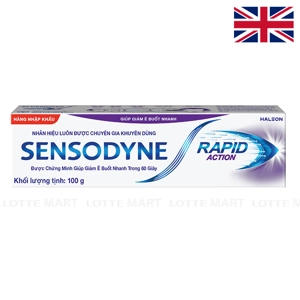 HÀNG NHẬP KHẨU
GIÚP GIẢM Ê BUỐT NHANH
HALEON
NHÃN HIỆU LUÔN ĐƯỢC CHUYÊN GIA KHUYÊN DÙNG
SENSODYNE
RAPID
ACTION
Được Chứng Minh Giúp Giảm Ê Buốt Nhanh Trong 60 Giây
Khối lượng tịnh: 100 g
LOTTE MART LOTTE MART LOTTE MART